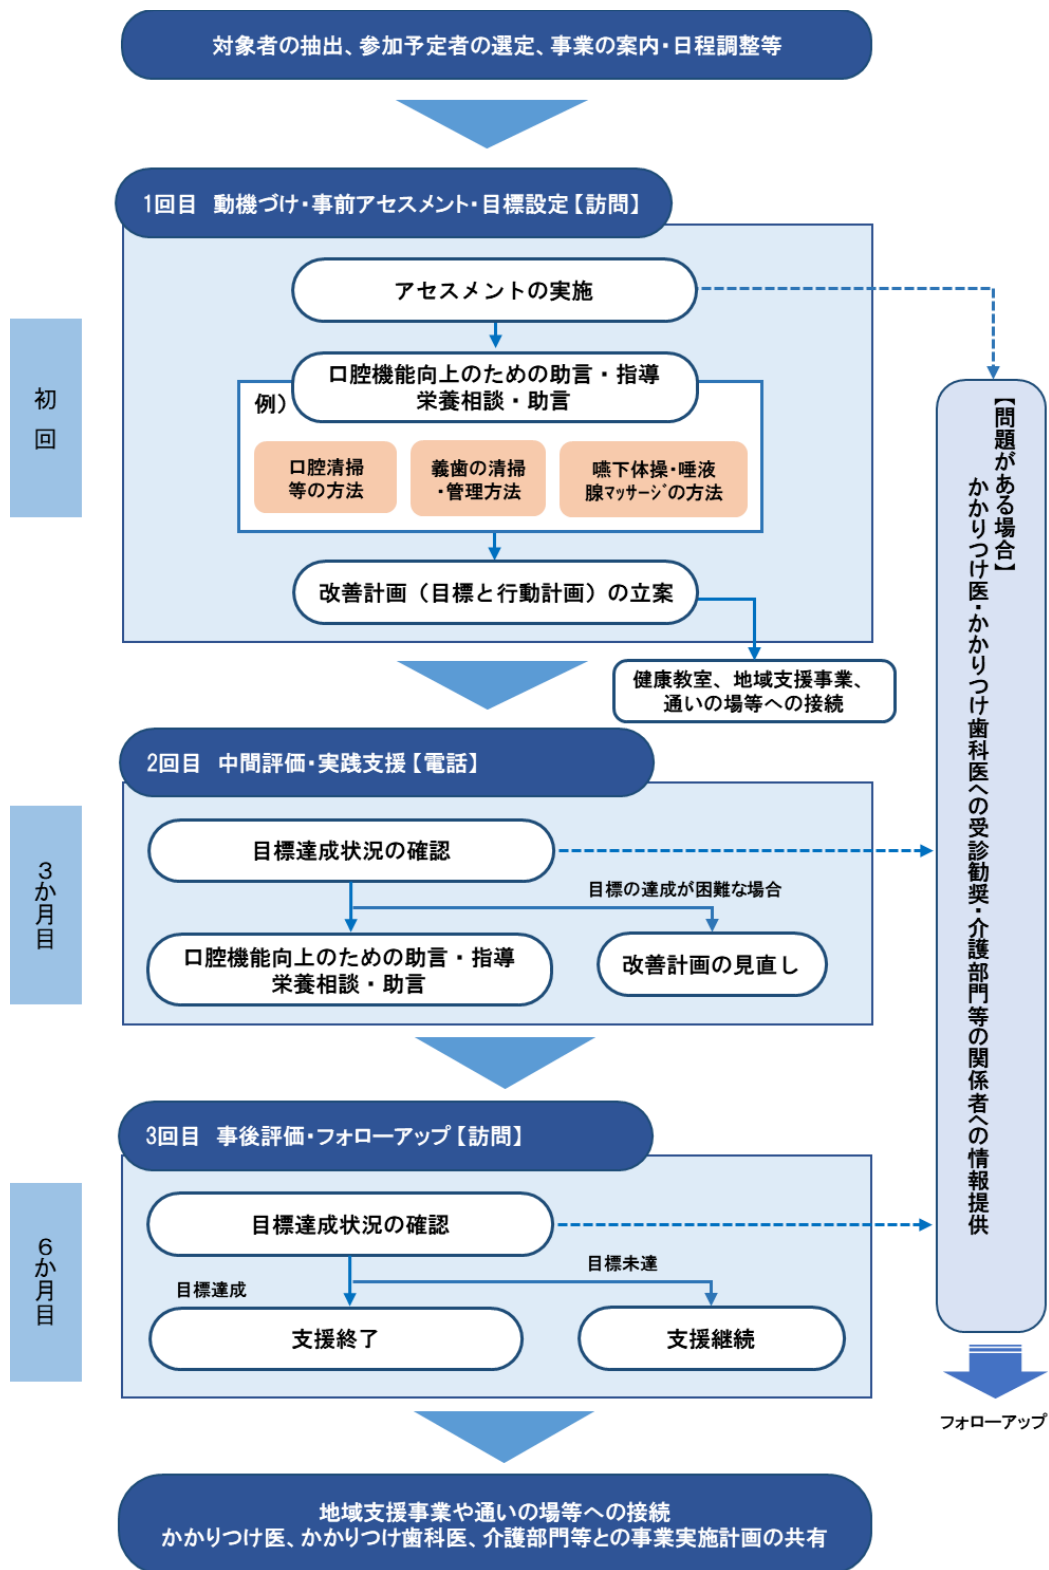 対象者の抽出、参加予定者の選定、事業の案内・日程調整等
1回目 動機づけ・事前アセスメント・目標設定【訪問】
初回
アセスメントの実施
口腔機能向上のための助言・指導
栄養相談・助言
例）
口腔清掃
等の方法
義歯の清掃
・管理方法
嚥下体操・唾液
腺ﾏｯｻｰｼﾞの方法
改善計画（目標と行動計画）の立案
健康教室、地域支援事業、
通いの場等への接続
2回目 中間評価・実践支援【電話】
３か月目
目標達成状況の確認
目標の達成が困難な場合
口腔機能向上のための助言・指導
栄養相談・助言
改善計画の見直し
3回目 事後評価・フォローアップ【訪問】
６か月目
目標達成状況の確認
目標達成
目標未達
支援終了
支援継続
【問題がある場合】
かかりつけ医・かかりつけ歯科医への受診勧奨・介護部門等の関係者への情報提供
フォローアップ
地域支援事業や通いの場等への接続
かかりつけ医、かかりつけ歯科医、介護部門等との事業実施計画の共有